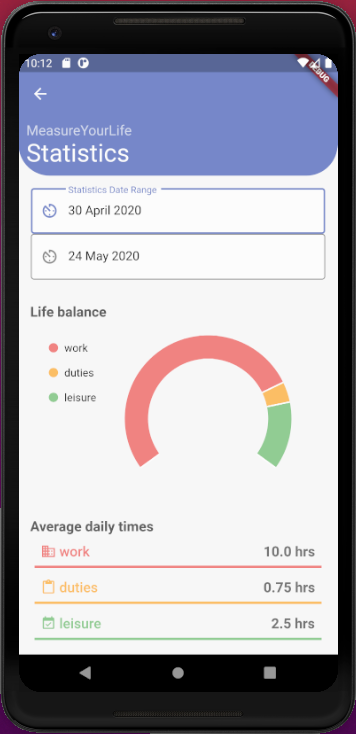 10:12
DEBUG
MeasureYourLife
Statistics
Statistics Date Range
30 April 2020
24 May 2020
Life balance
work
duties
leisure
Average daily times
work 10.0 hrs
duties 0.75 hrs
leisure 2.5 hrs